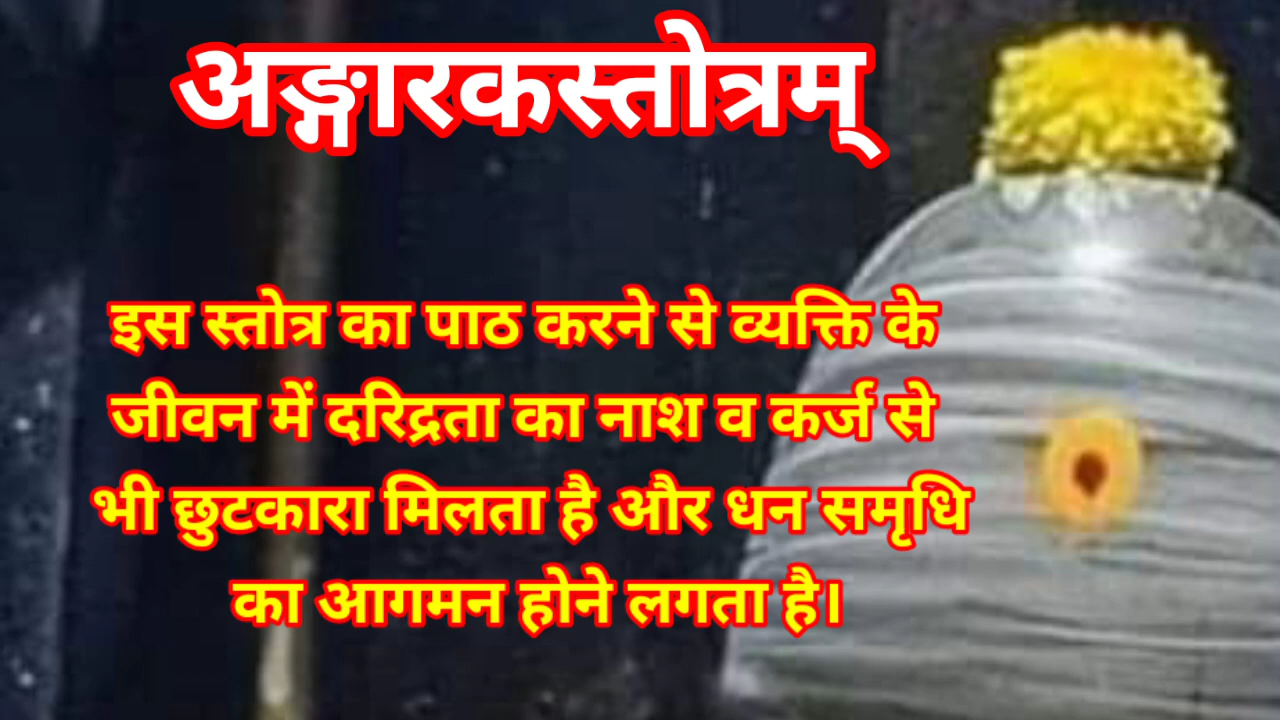 अङ्गारकस्तोत्रम्
इस स्तोत्र का पाठ करने से व्यक्ति के
जीवन में दरिद्रता का नाश व कर्ज से
भी छुटकारा मिलता है और धन समृधि
का आगमन होने लगता है।